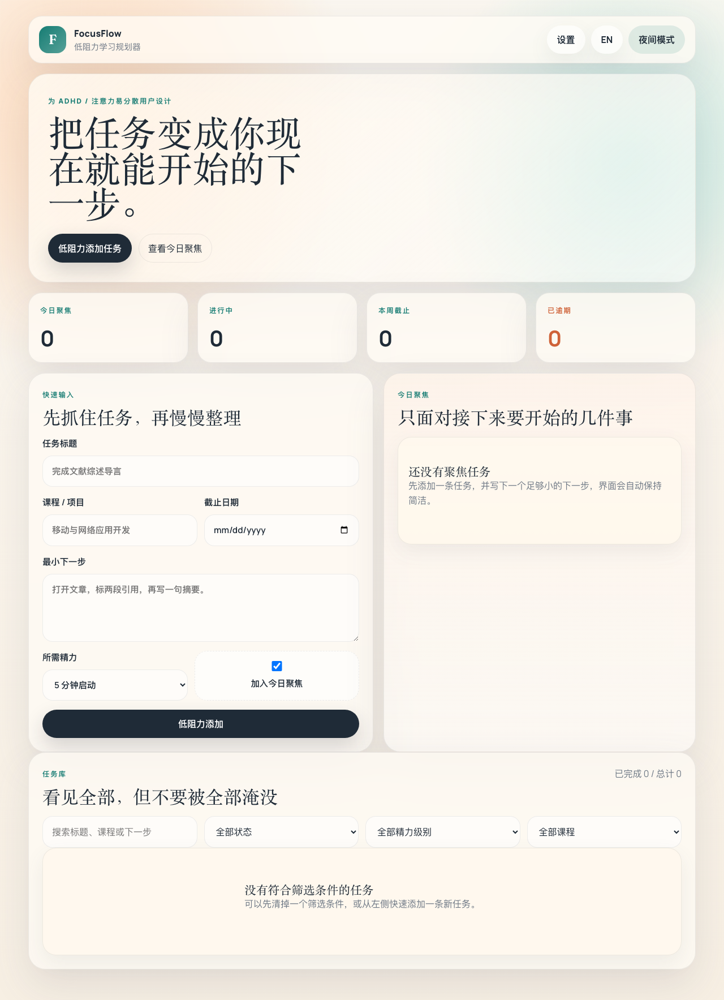 F
FocusFlow
低阻力学习规划器
设置
EN
夜间模式
为 ADHD / 注意力易分散用户设计
把任务变成你现
在就能开始的下
一步。
低阻力添加任务
查看今日聚焦
今日聚焦
0
进行中
0
本周截止
0
已逾期
0
快速输入
先抓住任务，再慢慢整理
任务标题
完成文献综述导言
课程 / 项目
移动与网络应用开发
截止日期
mm/dd/yyyy
最小下一步
打开文章，标两段引用，再写一句摘要。
所需精力
5 分钟启动
加入今日聚焦
低阻力添加
今日聚焦
只面对接下来要开始的几件事
还没有聚焦任务
先添加一条任务，并写下一个足够小的下一步，界面会自动保持
简洁。
任务库
已完成 0 / 总计 0
看见全部，但不要被全部淹没
搜索标题、课程或下一步
全部状态
全部精力级别
全部课程
没有符合筛选条件的任务
可以先清掉一个筛选条件，或从左侧快速添加一条新任务。